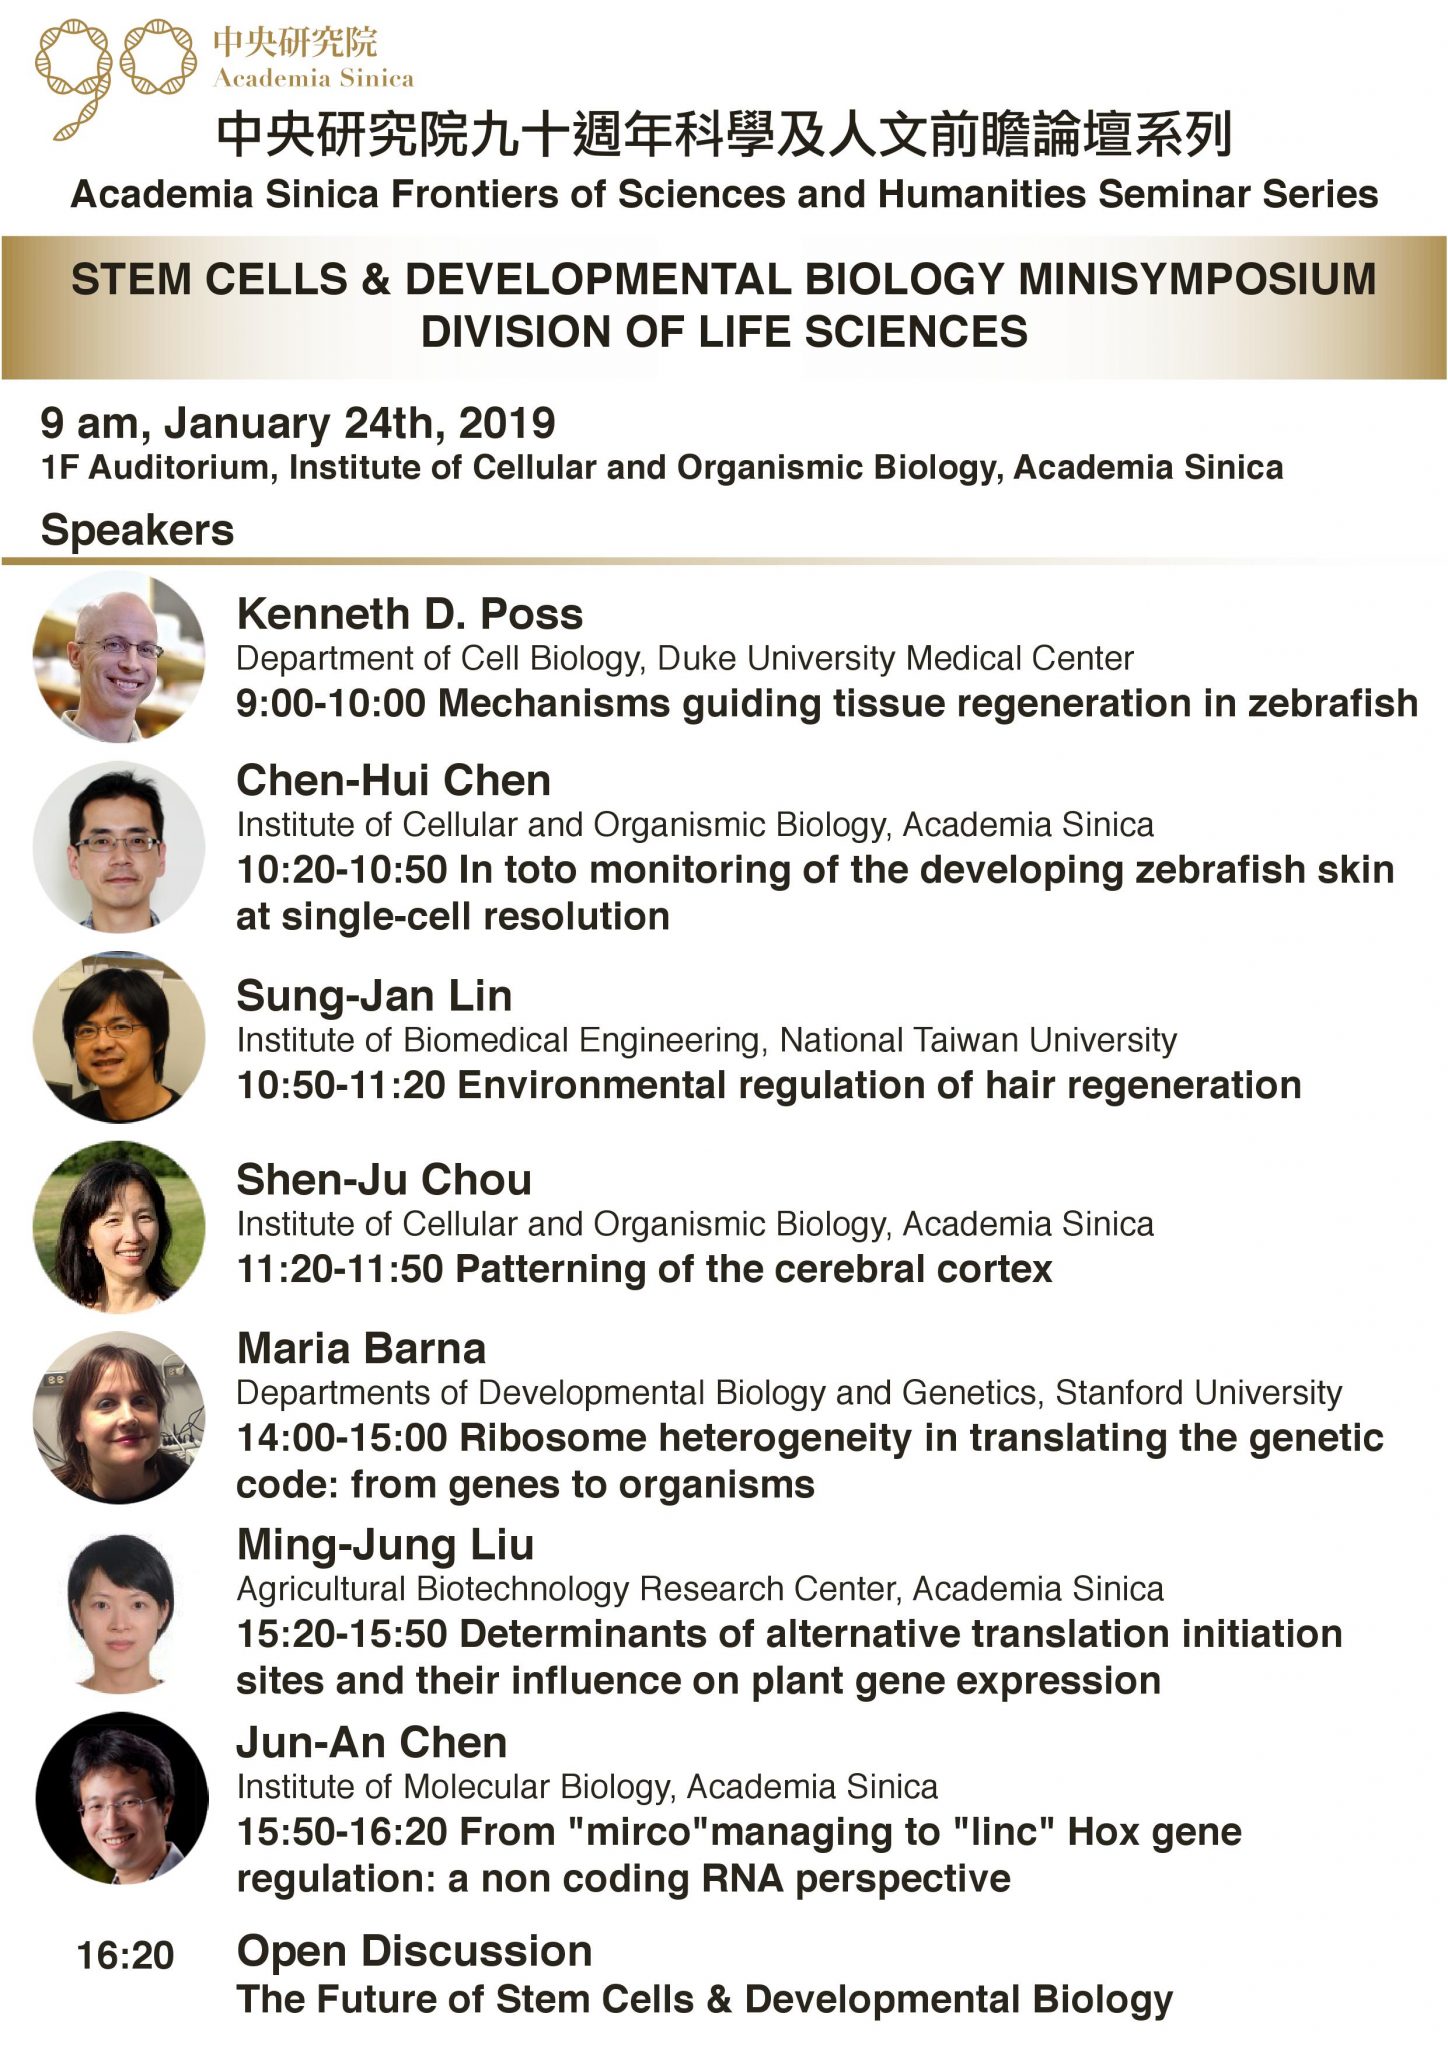 中央研究院
Academia Sinica
中央研究院九十週年科學及人文前瞻論壇系列
Academia Sinica Frontiers of Sciences and Humanities Seminar Series
STEM CELLS & DEVELOPMENTAL BIOLOGY MINISYMPOSIUM
DIVISION OF LIFE SCIENCES
9 am, January 24th, 2019
1F Auditorium, Institute of Cellular and Organismic Biology, Academia Sinica
Speakers
Kenneth D. Poss
Department of Cell Biology, Duke University Medical Center
9:00-10:00 Mechanisms guiding tissue regeneration in zebrafish
Chen-Hui Chen
Institute of Cellular and Organismic Biology, Academia Sinica
10:20-10:50 In toto monitoring of the developing zebrafish skin
at single-cell resolution
Sung-Jan Lin
Institute of Biomedical Engineering, National Taiwan University
10:50-11:20 Environmental regulation of hair regeneration
Shen-Ju Chou
Institute of Cellular and Organismic Biology, Academia Sinica
11:20-11:50 Patterning of the cerebral cortex
Maria Barna
Departments of Developmental Biology and Genetics, Stanford University
14:00-15:00 Ribosome heterogeneity in translating the genetic
code: from genes to organisms
Ming-Jung Liu
Agricultural Biotechnology Research Center, Academia Sinica
15:20-15:50 Determinants of alternative translation initiation
sites and their influence on plant gene expression
Jun-An Chen
Institute of Molecular Biology, Academia Sinica
15:50-16:20 From "mirco"managing to "linc" Hox gene
regulation: a non coding RNA perspective
16:20 Open Discussion
The Future of Stem Cells & Developmental Biology